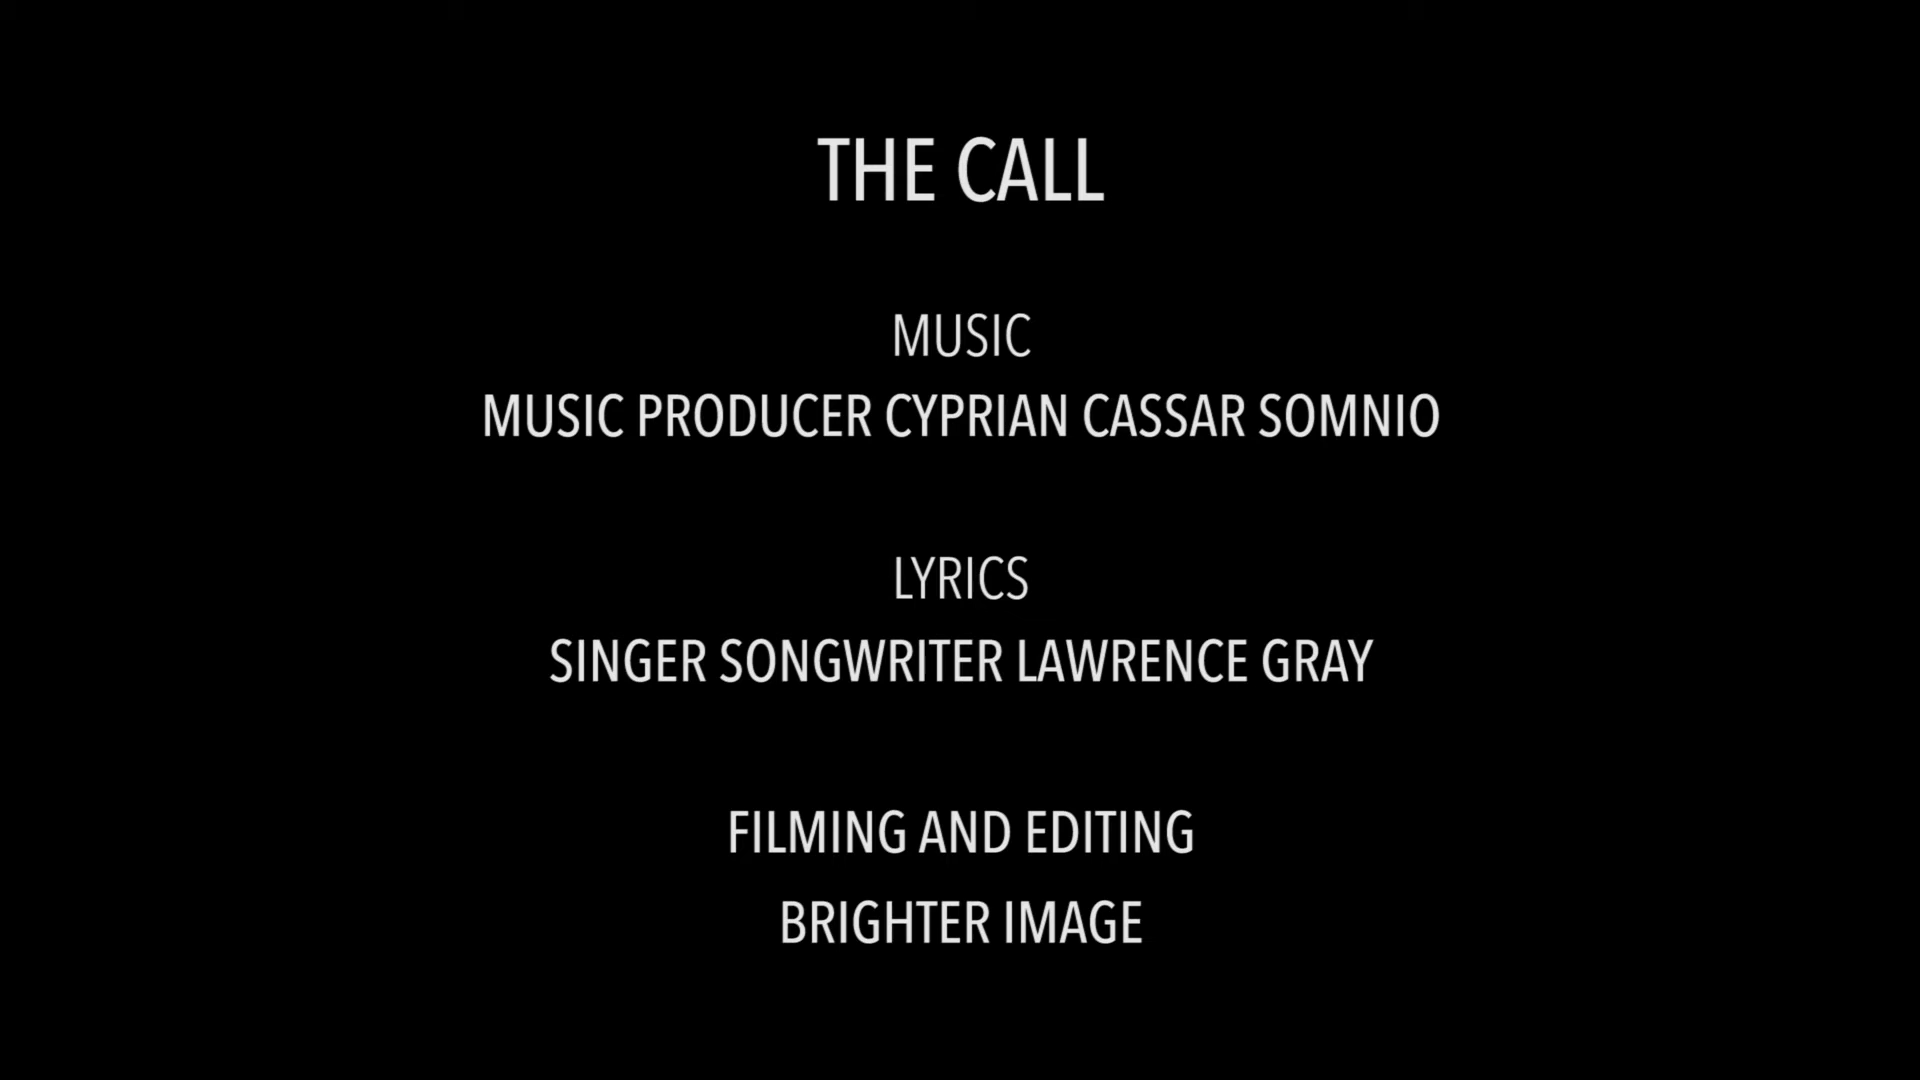 THE CALL
MUSIC
MUSIC PRODUCER CYPRIAN CASSAR SOMNIO
LYRICS
SINGER SONGWRITER LAWRENCE GRAY
FILMING AND EDITING
BRIGHTER IMAGE